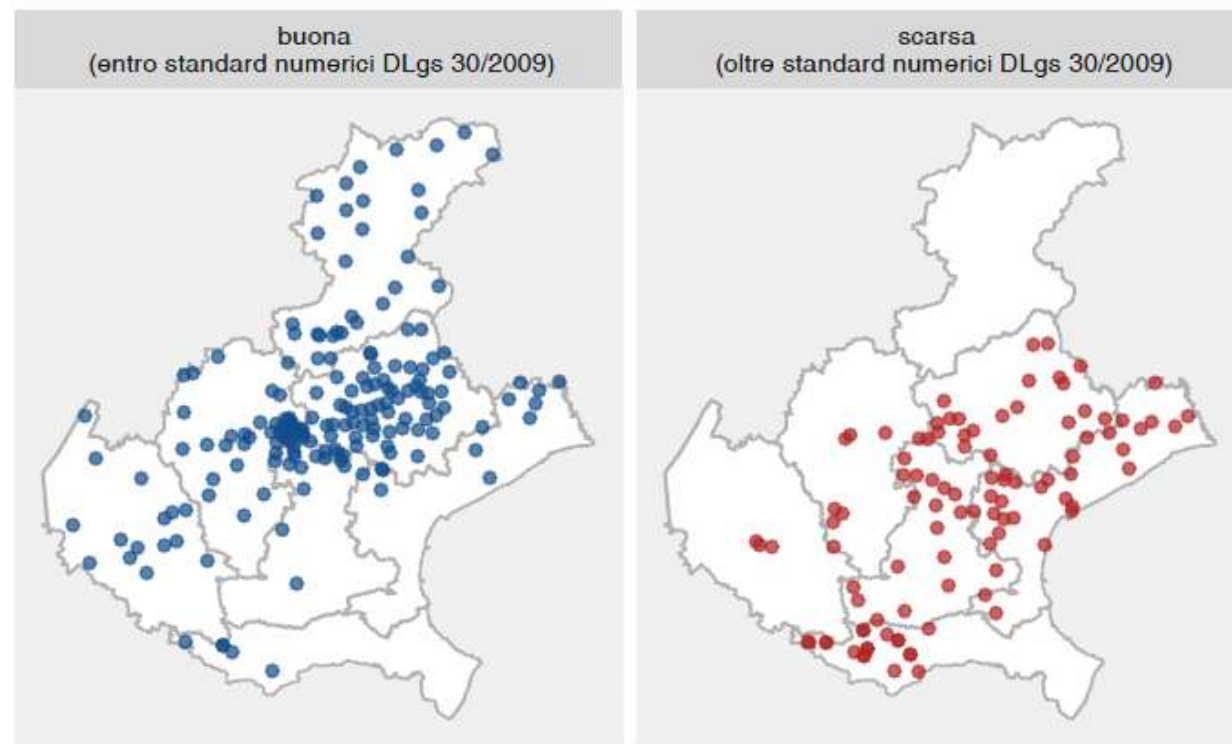 buona
(entro standard numerici DLgs 30/2009)
scarsa
(oltre standard numerici DLgs 30/2009)